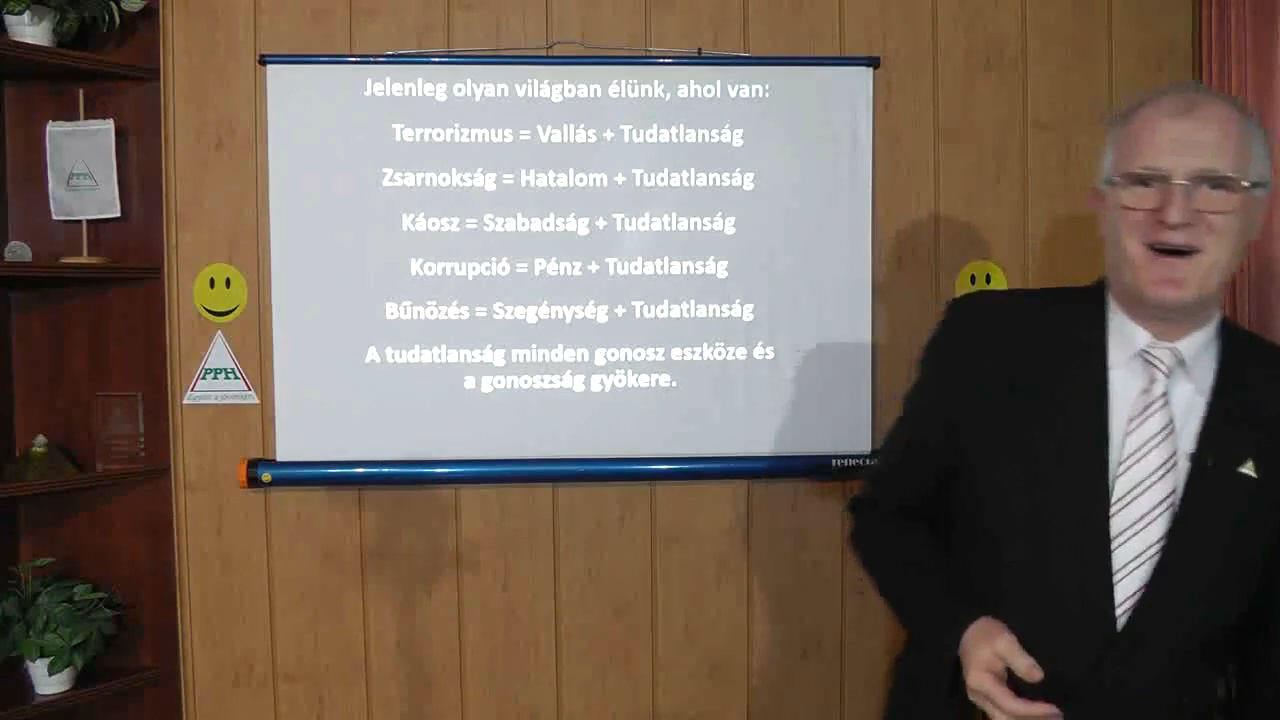 Jelenleg olyan világban élünk, ahol van:
Terrorizmus = Vallás + Tudatlanság
Zsarnokság = Hatalom + Tudatlanság
Káosz = Szabadság + Tudatlanság
Korrupció = Pénz + Tudatlanság
Bűnözés = Szegénység + Tudatlanság
A tudatlanság minden gonosz eszköze és
a gonoszság gyökere.
PPH
PPH